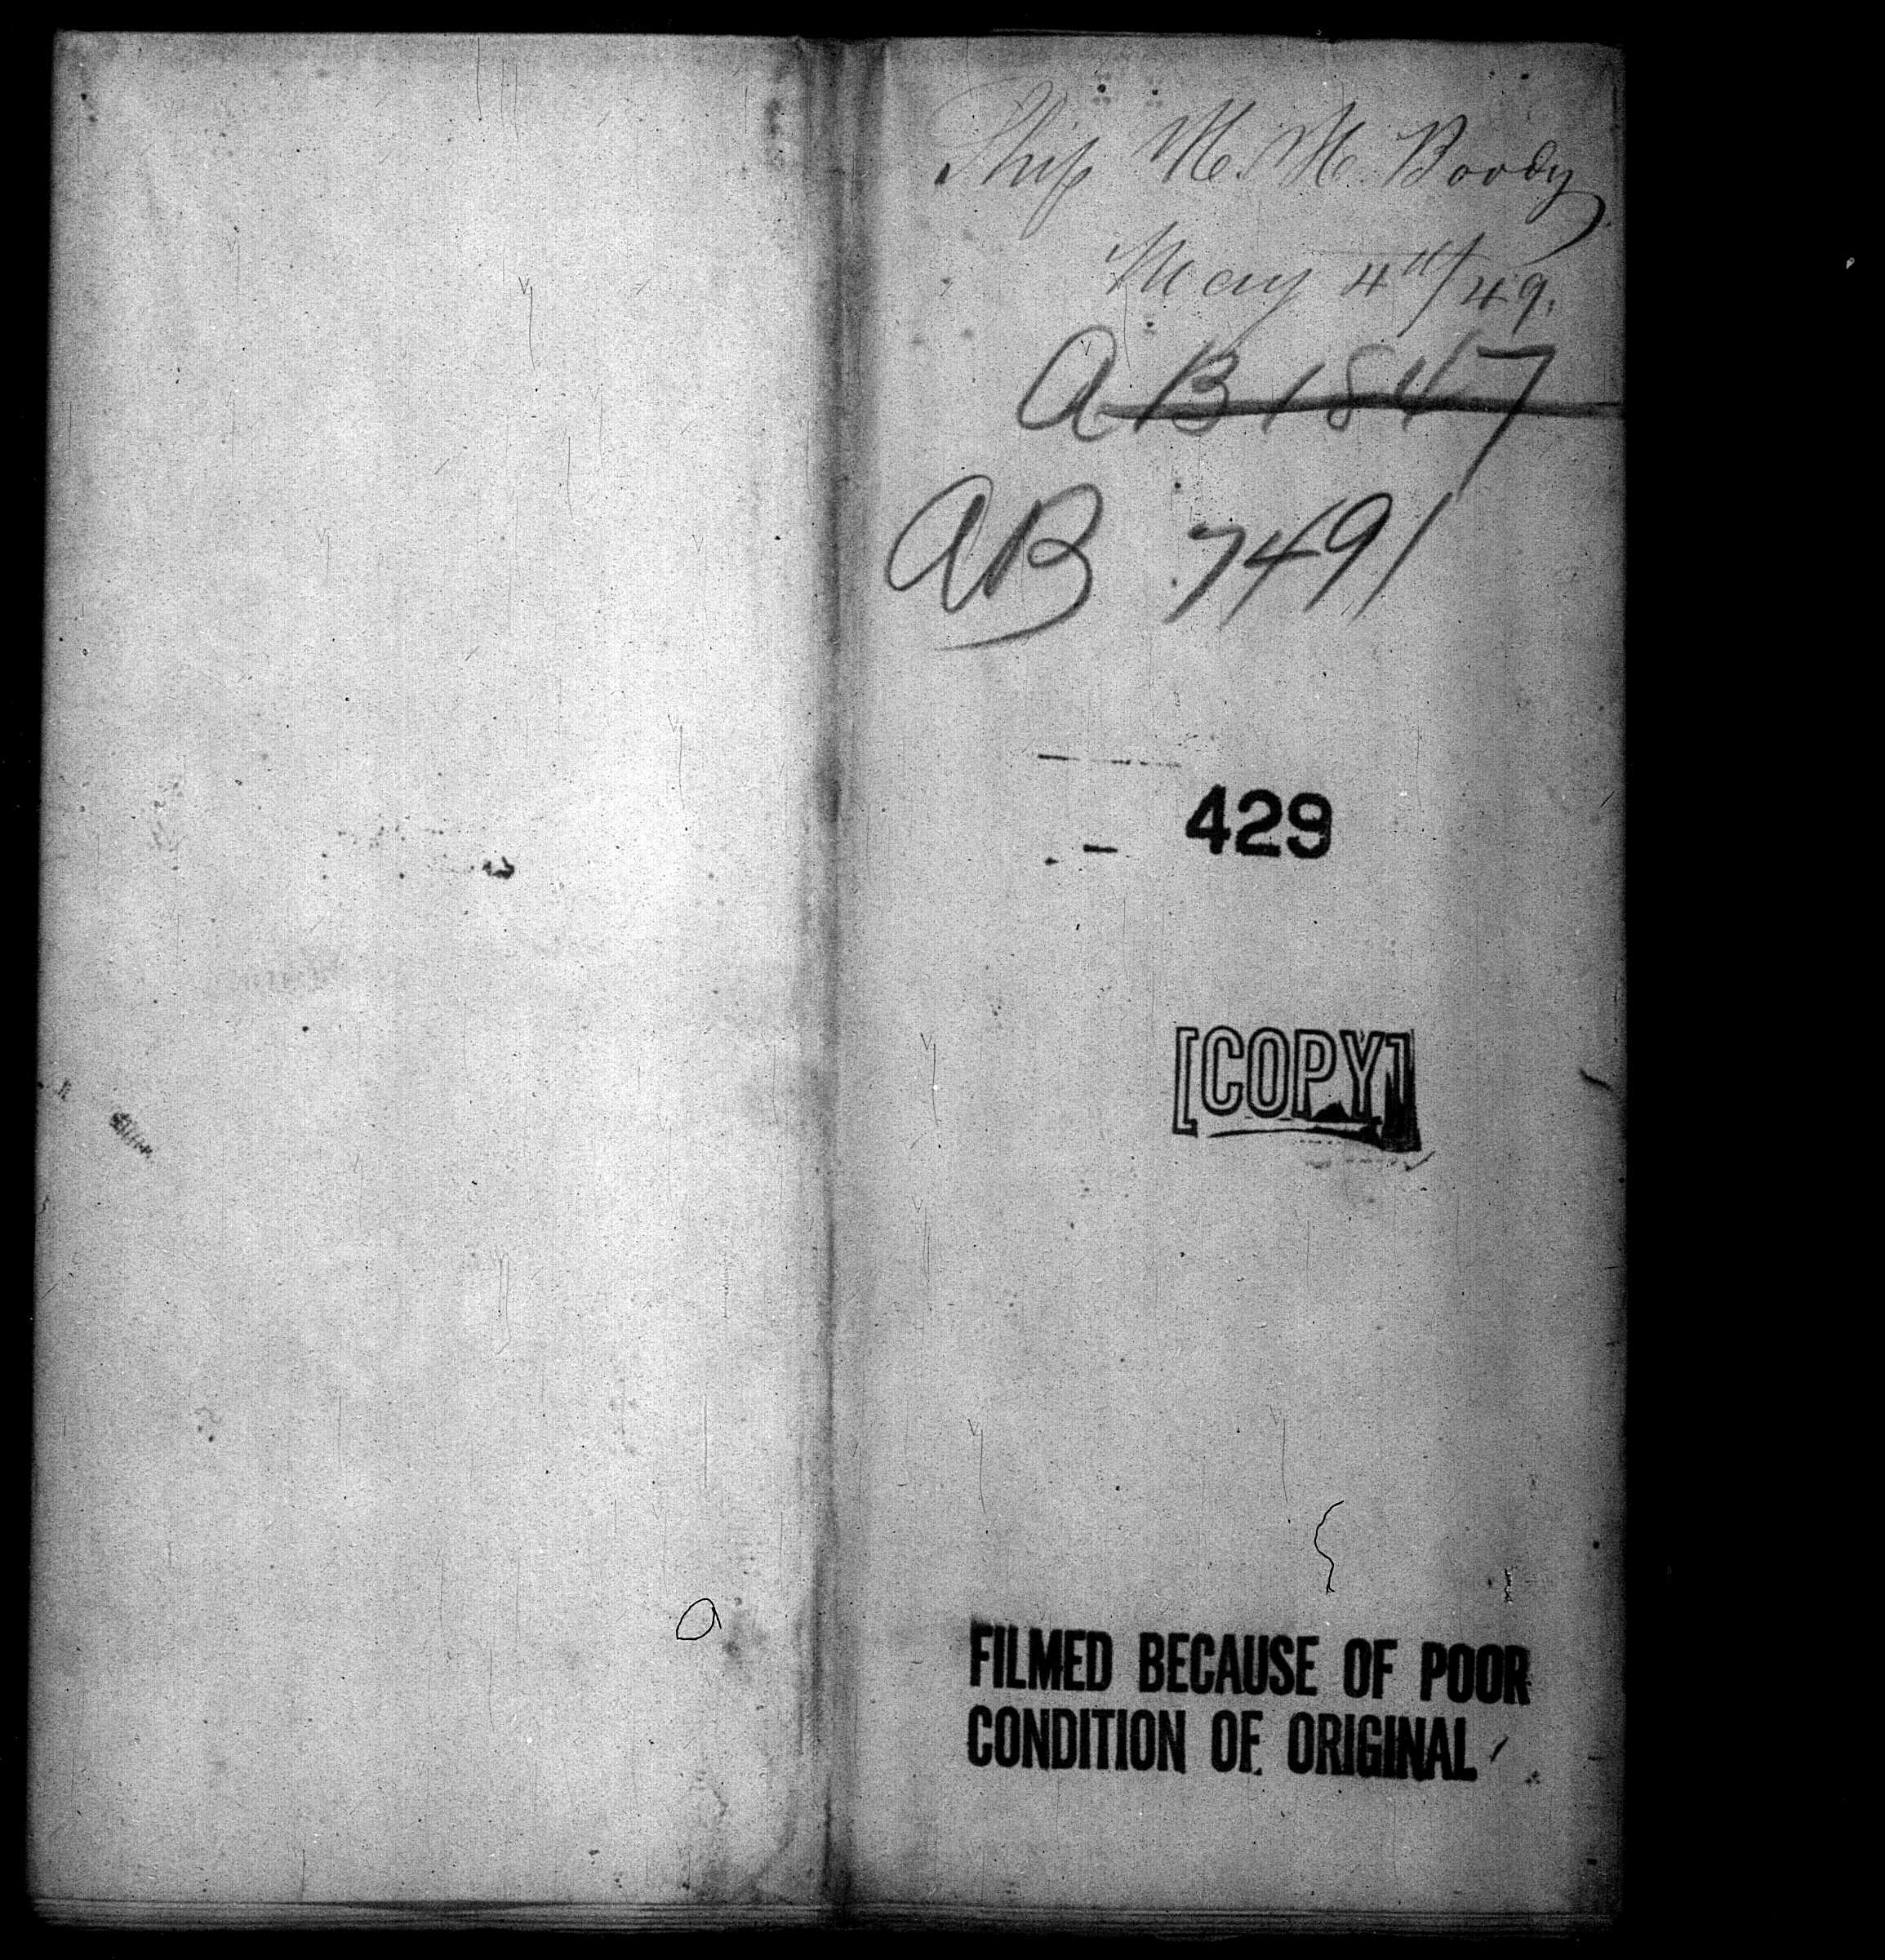 Ship H. H. Boody
May 4th/49.
AB 1847
AB 7491
429
[COPY]
FILMED BECAUSE OF POOR
CONDITION OF ORIGINAL